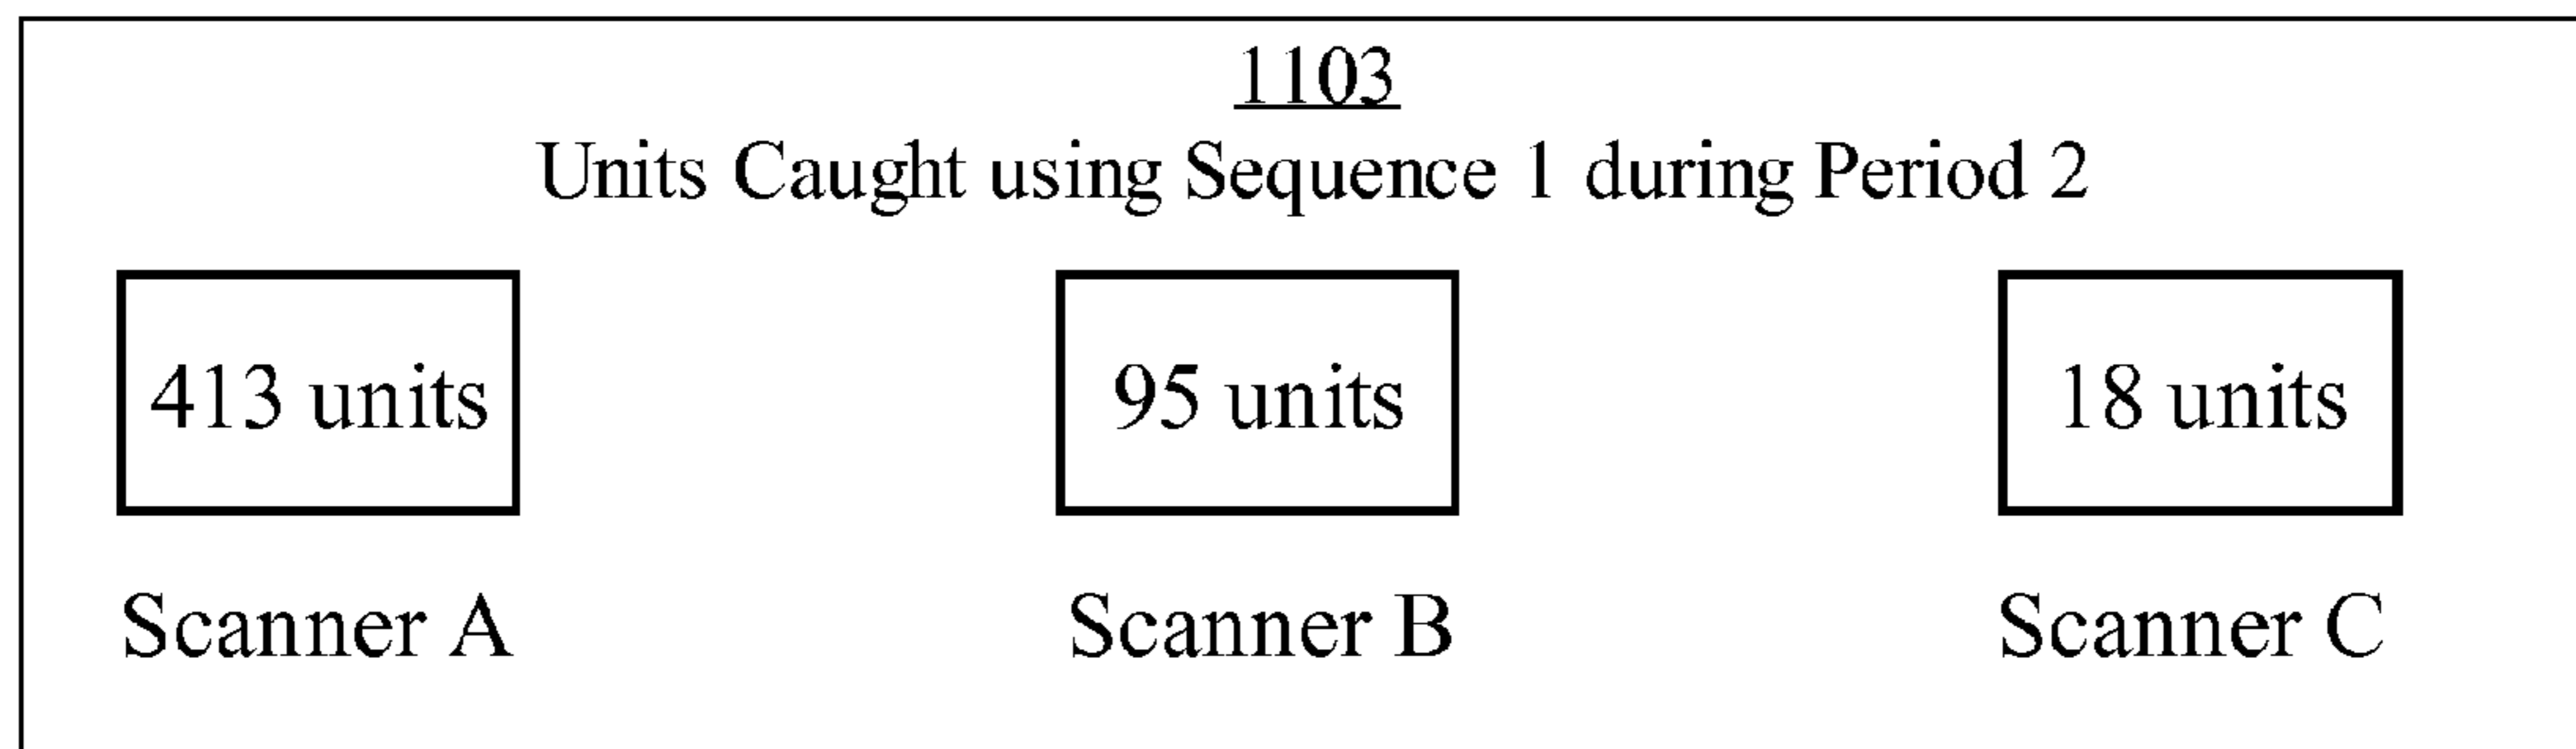 1103
Units Caught using Sequence 1 during Period 2
413 units
95 units
18 units
Scanner A
Scanner B
Scanner C